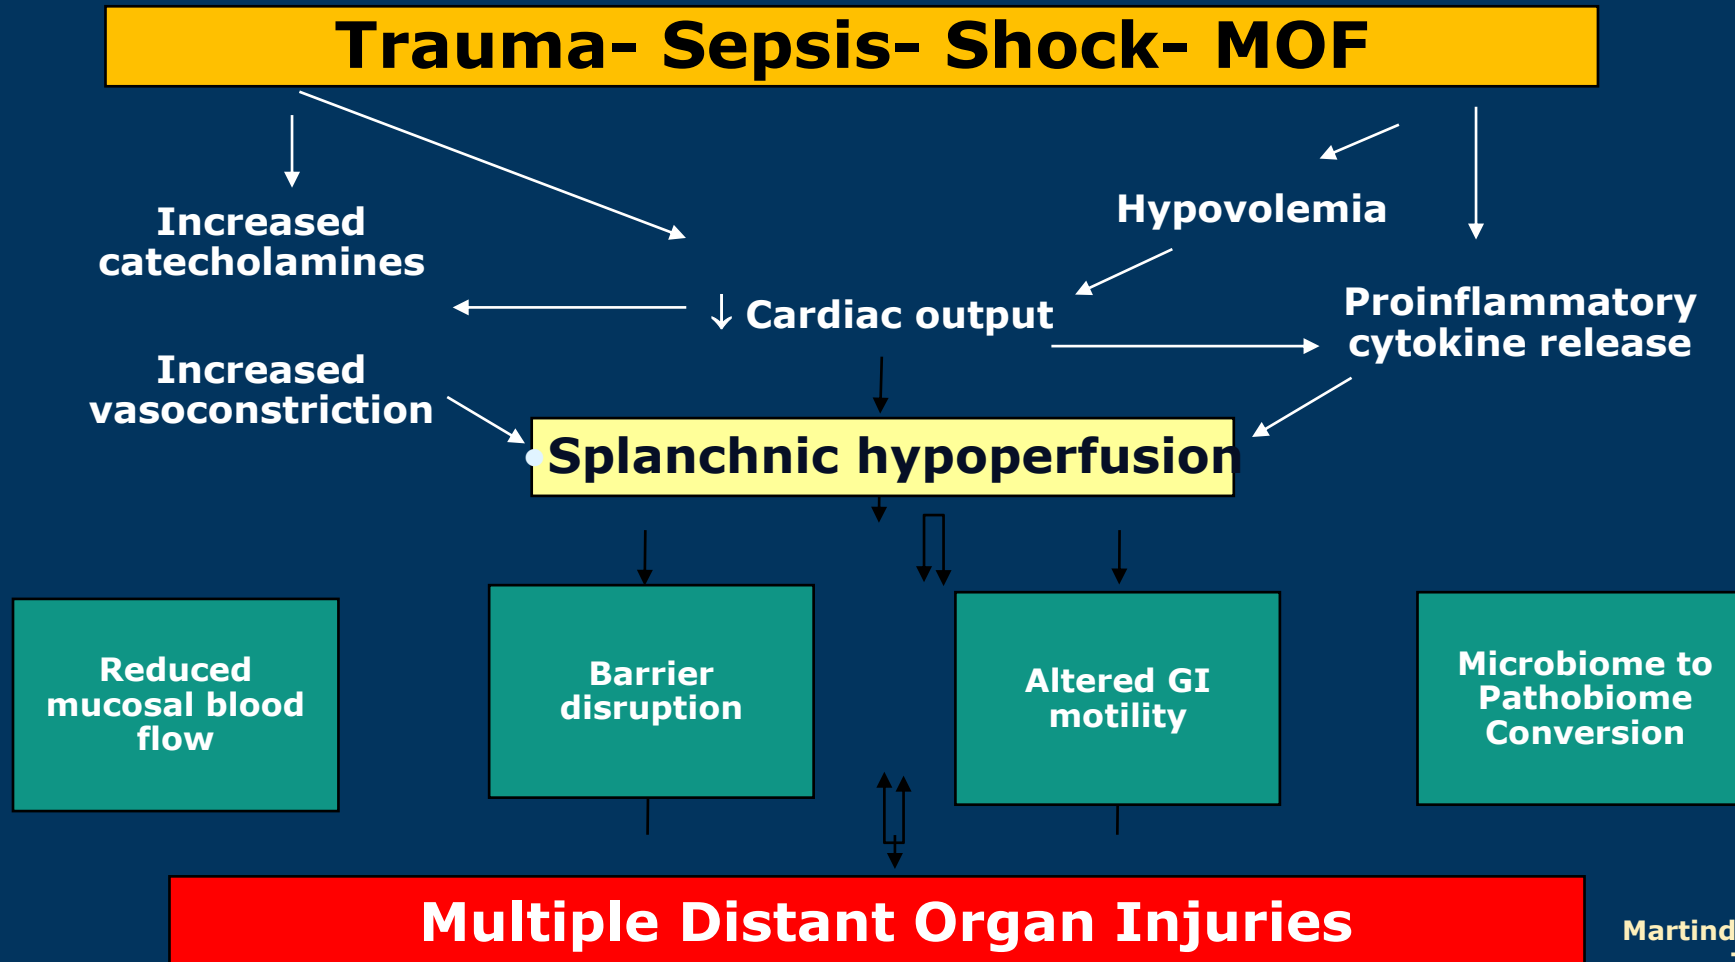 Trauma- Sepsis- Shock- MOF
Increased
catecholamines
Hypovolemia
↓ Cardiac output
Proinflammatory
cytokine release
Increased
vasoconstriction
• Splanchnic hypoperfusion
Reduced
mucosal blood
flow
Barrier
disruption
Altered GI
motility
Microbiome to
Pathobiome
Conversion
Multiple Distant Organ Injuries
Martind